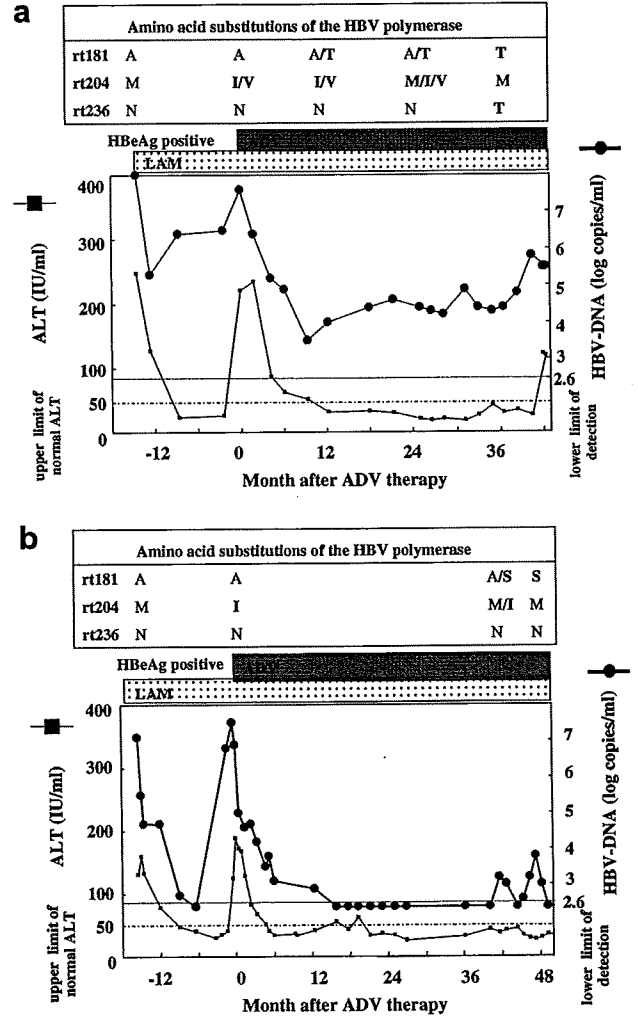 a
Amino acid substitutions of the HBV polymerase
rt181 A A A/T A/T T
rt204 M I/V I/V M/I/V M
rt236 N N N N T
HBeAg positive
LAM
400
300
200
100
50
0
ALT (IU/ml)
upper limit of
normal ALT
7
6
5
4
3
2.6
HBV-DNA (log copies/ml)
lower limit of
detection
-12 0 12 24 36
Month after ADV therapy
b
Amino acid substitutions of the HBV polymerase
rt181 A A A/S S
rt204 M I M/I M
rt236 N N N N
HBeAg positive
LAM
400
300
200
100
50
0
ALT (IU/ml)
upper limit of
normal ALT
7
6
5
4
3
2.6
HBV-DNA (log copies/ml)
lower limit of
detection
-12 0 12 24 36 48
Month after ADV therapy